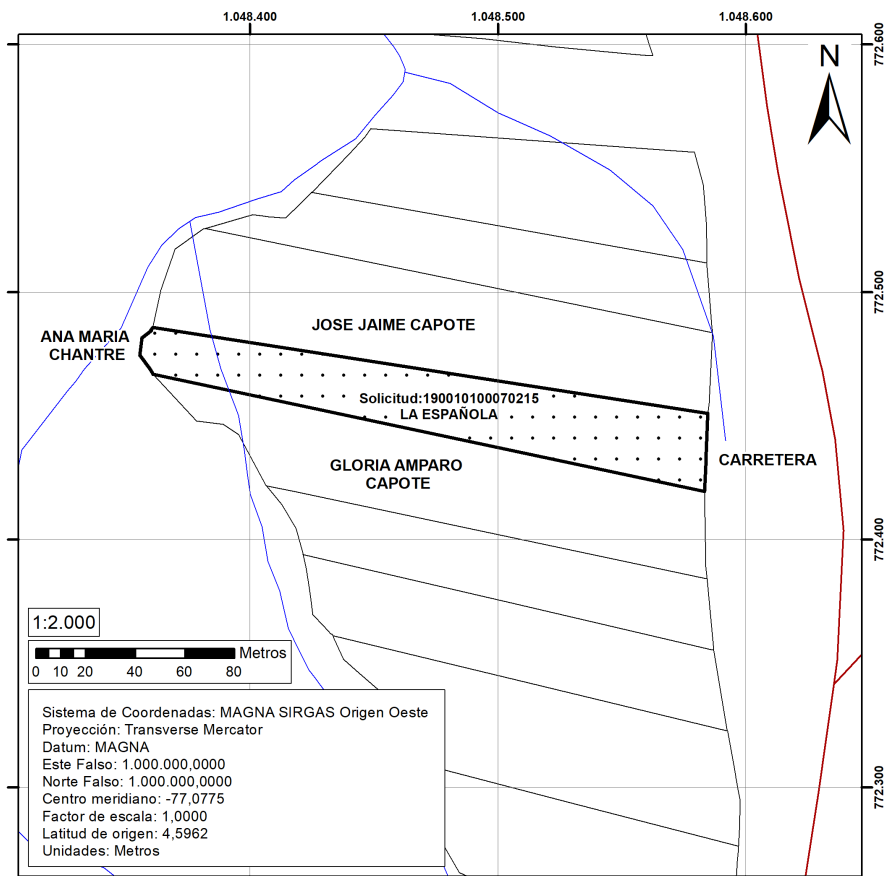 1.048.400
1.048.500
1.048.600
772.600
N
772.500
JOSE JAIME CAPOTE
ANA MARIA
CHANTRE
Solicitud:190010100070215
LA ESPAÑOLA
GLORIA AMPARO
CAPOTE
CARRETERA
772.400
1:2.000
Metros
0 10 20 40 60 80
772.300
Sistema de Coordenadas: MAGNA SIRGAS Origen Oeste
Proyección: Transverse Mercator
Datum: MAGNA
Este Falso: 1.000.000,0000
Norte Falso: 1.000.000,0000
Centro meridiano: -77,0775
Factor de escala: 1,0000
Latitud de origen: 4,5962
Unidades: Metros